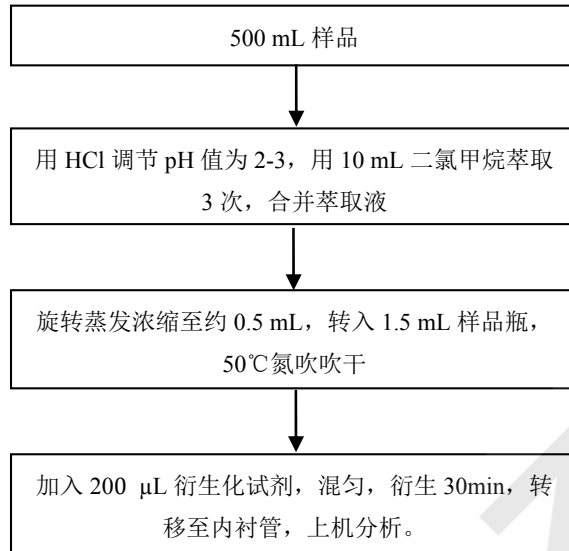 500 mL 样品
用 HCl 调节 pH 值为 2-3，用 10 mL 二氯甲烷萃取
3 次，合并萃取液
旋转蒸发浓缩至约 0.5 mL，转入 1.5 mL 样品瓶，
50℃氮吹吹干
加入 200 μL 衍生化试剂，混匀，衍生 30min，转
移至内衬管，上机分析。